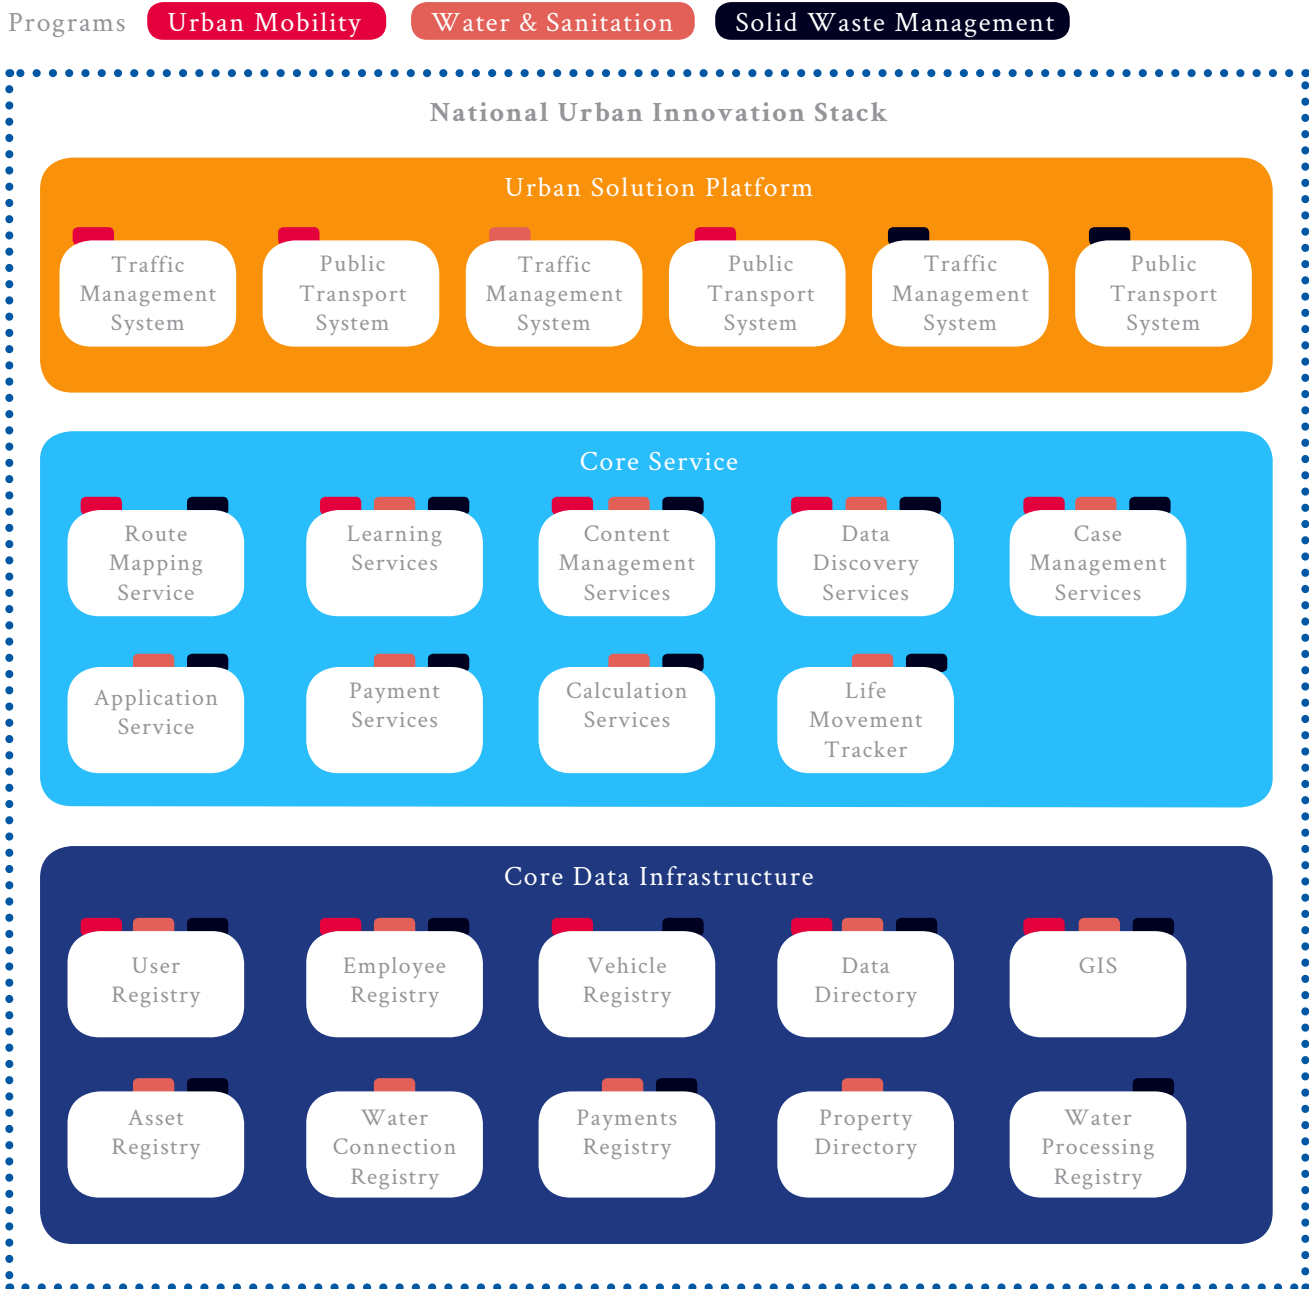 Programs Urban Mobility Water & Sanitation Solid Waste Management
National Urban Innovation Stack
Urban Solution Platform
Traffic
Management
System
Public
Transport
System
Traffic
Management
System
Public
Transport
System
Traffic
Management
System
Public
Transport
System
Core Service
Route
Mapping
Service
Learning
Services
Content
Management
Services
Data
Discovery
Services
Case
Management
Services
Application
Service
Payment
Services
Calculation
Services
Life
Movement
Tracker
Core Data Infrastructure
User
Registry
Employee
Registry
Vehicle
Registry
Data
Directory
GIS
Asset
Registry
Water
Connection
Registry
Payments
Registry
Property
Directory
Water
Processing
Registry